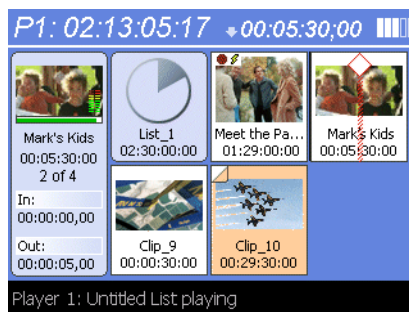 P1: 02:13:05:17 00:05:30;00
Mark's Kids
00:05:30:00
2 of 4
In:
00:00:00,00
Out:
00:00:05,00
List_1
02:30:00:00
Meet the Pa...
01:29:00:00
Mark's Kids
00:05:30:00
Clip_9
00:00:30:00
Clip_10
00:29:30:00
Player 1: Untitled List playing